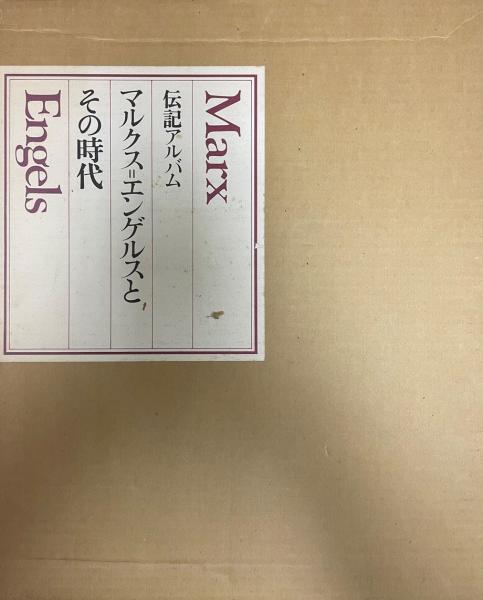 Marx
伝記アルバム
マルクス=エンゲルスと
その時代
Engels